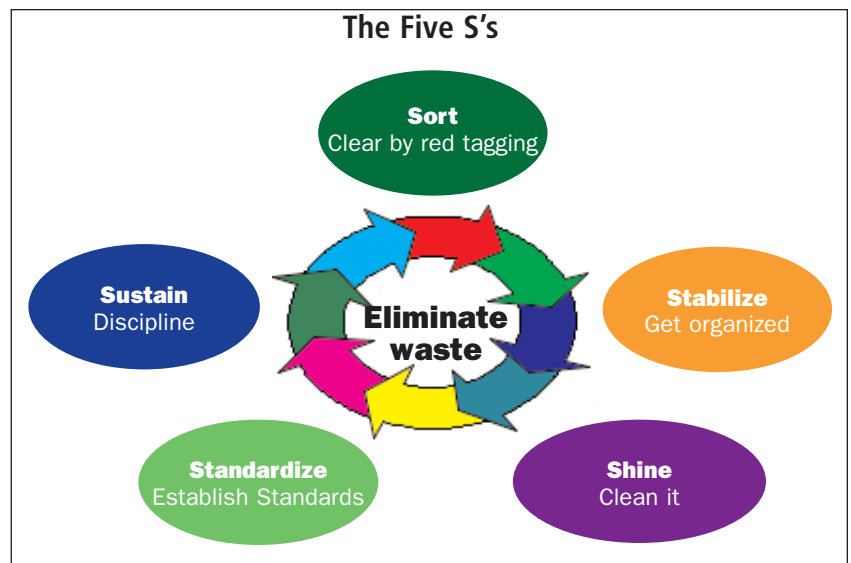 The Five S's
Sort
Clear by red tagging
Stabilize
Get organized
Shine
Clean it
Standardize
Establish Standards
Sustain
Discipline
Eliminate
waste